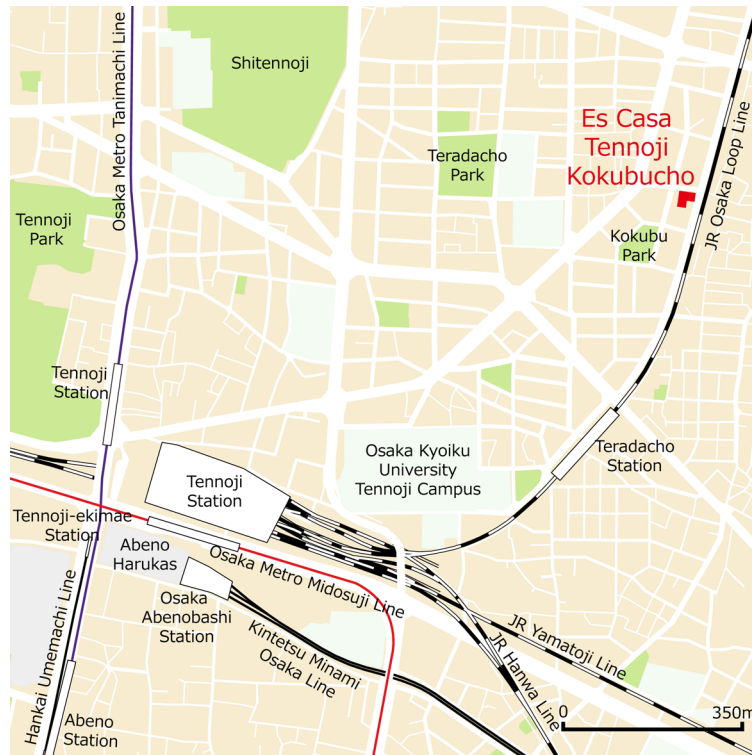 Shitennoji
Osaka Metro Tanimachi Line
Es Casa
Tennoji
Kokubucho
Teradacho
Park
JR Osaka Loop Line
Tennoji
Park
Kokubu
Park
Tennoji
Station
Teradacho
Station
Osaka Kyoiku
University
Tennoji Campus
Tennoji
Station
Tennoji-ekimae
Station
Abeno
Harukas
Osaka Metro Midosuji Line
Osaka
Abenobashi
Station
Kintetsu Minami
Osaka Line
Hankai Umemachi Line
JR Yamatoji Line
JR Hanwa Line
Abeno
Station
0 350m